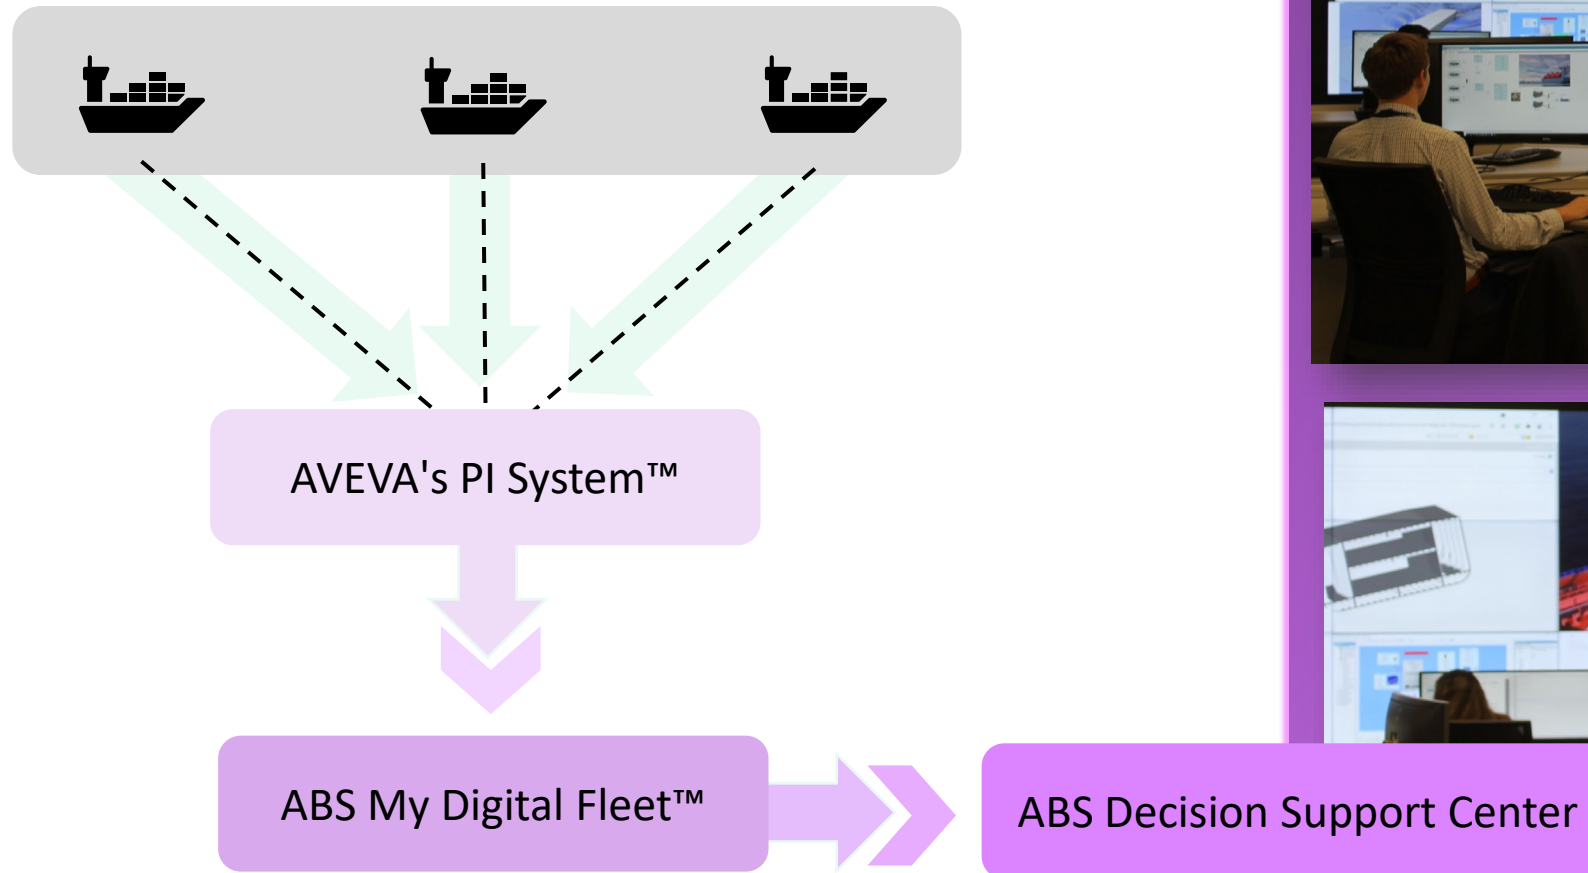 AVEVA's PI System™
ABS My Digital Fleet™
ABS Decision Support Center